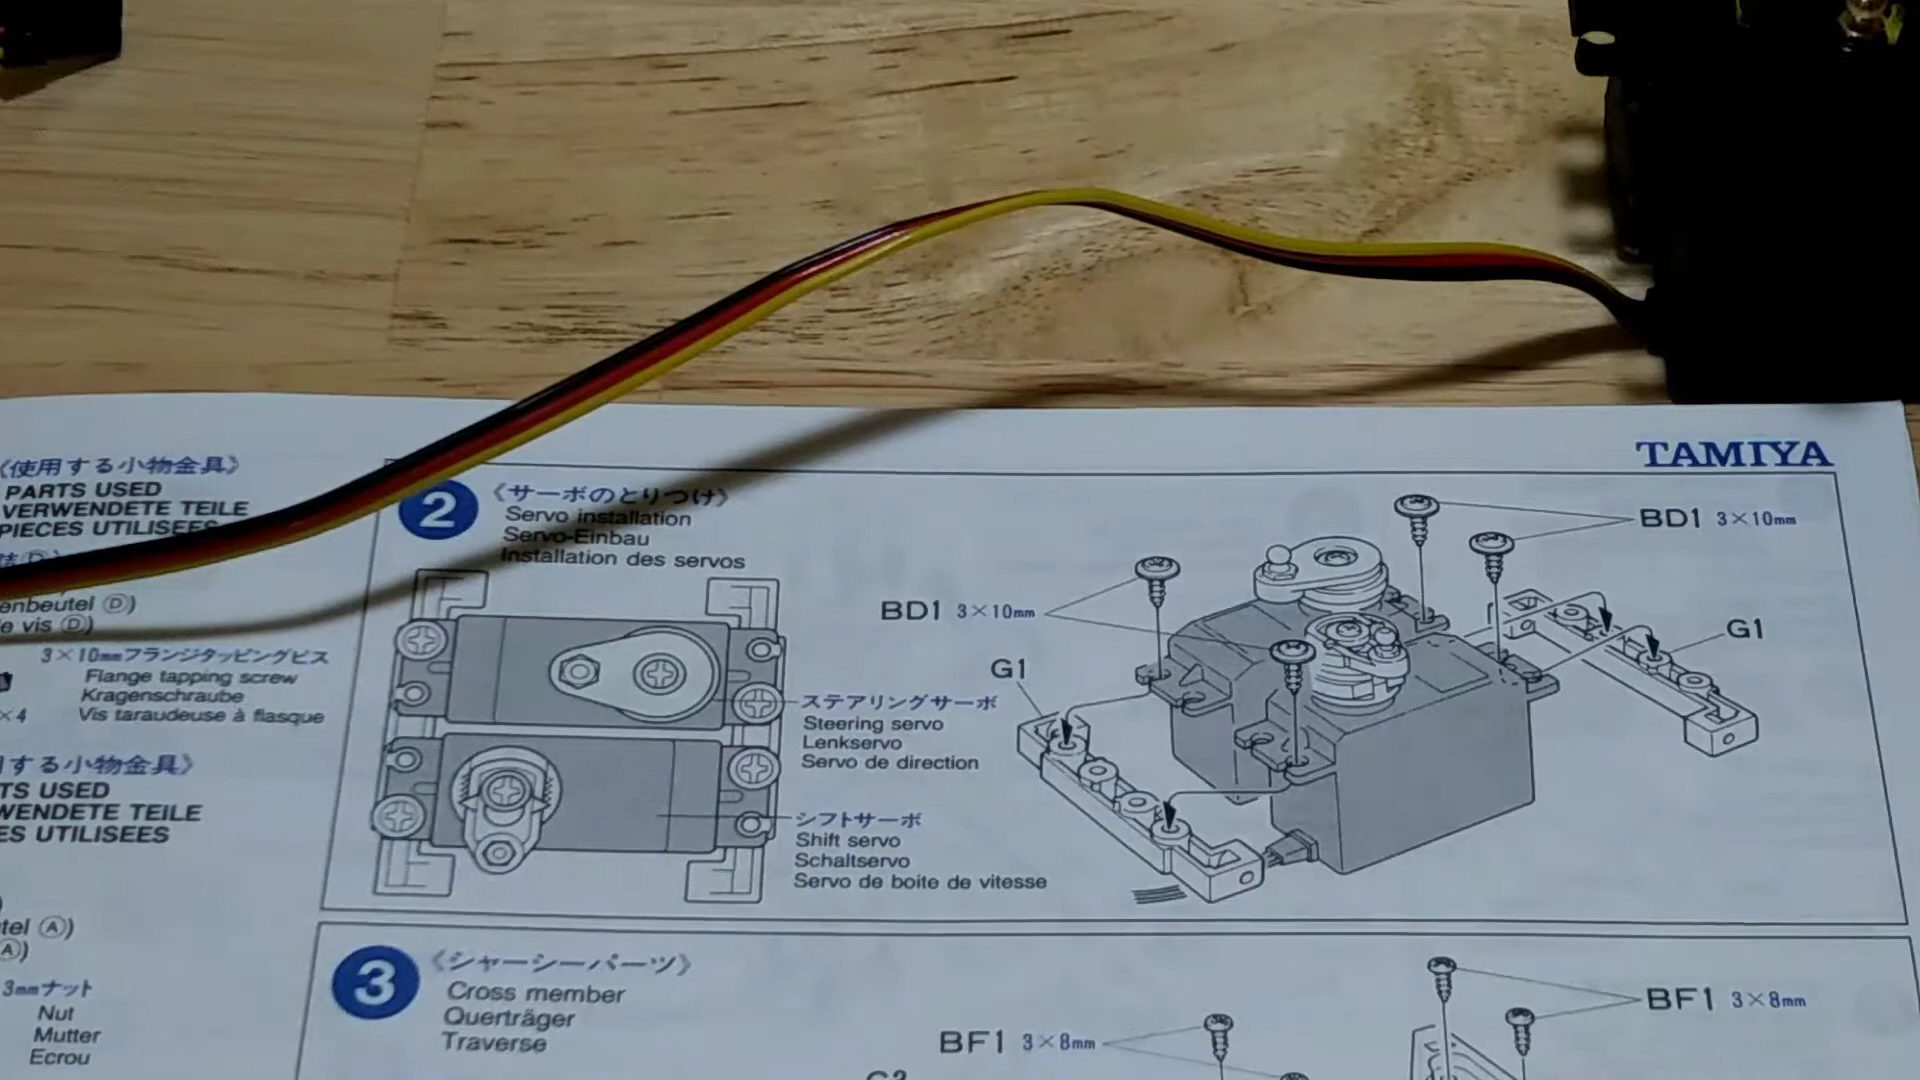 TAMIYA
《使用する小物金具》
PARTS USED
VERWENDETE TEILE
PIECES UTILISEES
enbeutel Ⓓ)
e vis Ⓓ)
3×10mmフランジタッピングビス
Flange tapping screw
Kragenschraube
×4 Vis taraudeuse à flasque
する小物金具》
TS USED
WENDETE TEILE
ES UTILISEES
tel Ⓐ)
Ⓐ)
3mmナット
Nut
Mutter
Ecrou
2 《サーボのとりつけ》
Servo installation
Servo-Einbau
Installation des servos
BD1 3×10mm
BD1 3×10mm
G1
G1
ステアリングサーボ
Steering servo
Lenkservo
Servo de direction
シフトサーボ
Shift servo
Schaltservo
Servo de boite de vitesse
3 《シャーシーパーツ》
Cross member
Querträger
Traverse
BF1 3×8mm
BF1 3×8mm